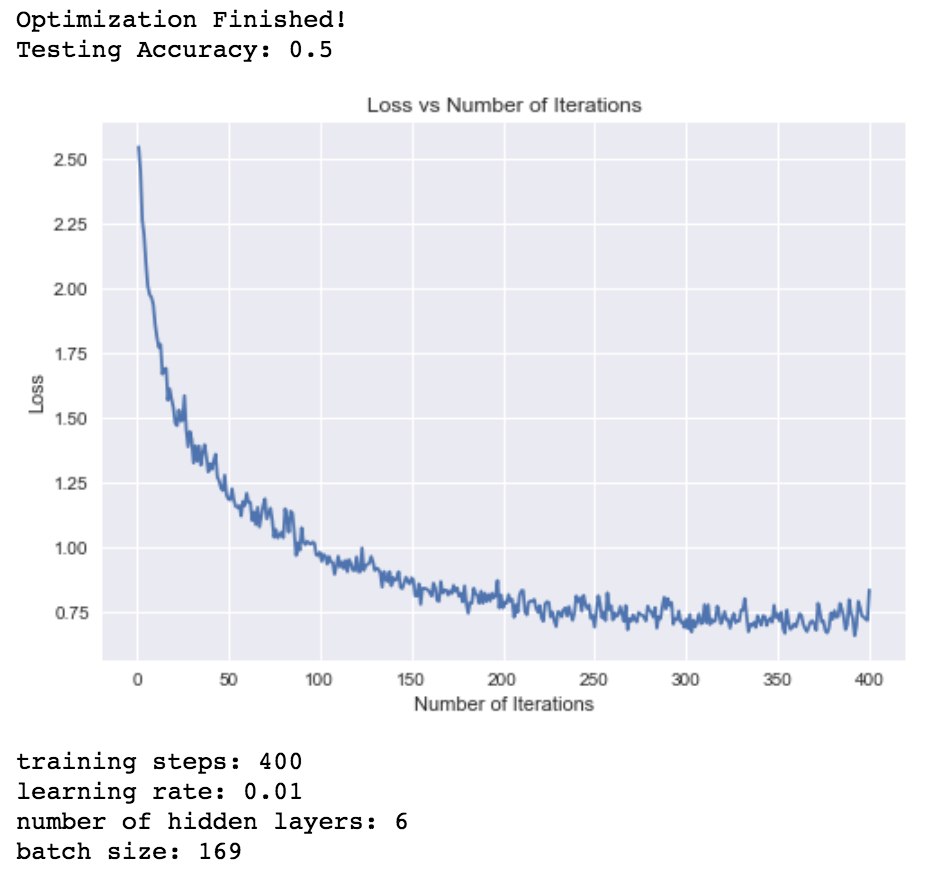 Optimization Finished!
Testing Accuracy: 0.5
Loss vs Number of Iterations
2.50
2.25
2.00
1.75
1.50
1.25
1.00
0.75
Loss
0 50 100 150 200 250 300 350 400
Number of Iterations
training steps: 400
learning rate: 0.01
number of hidden layers: 6
batch size: 169